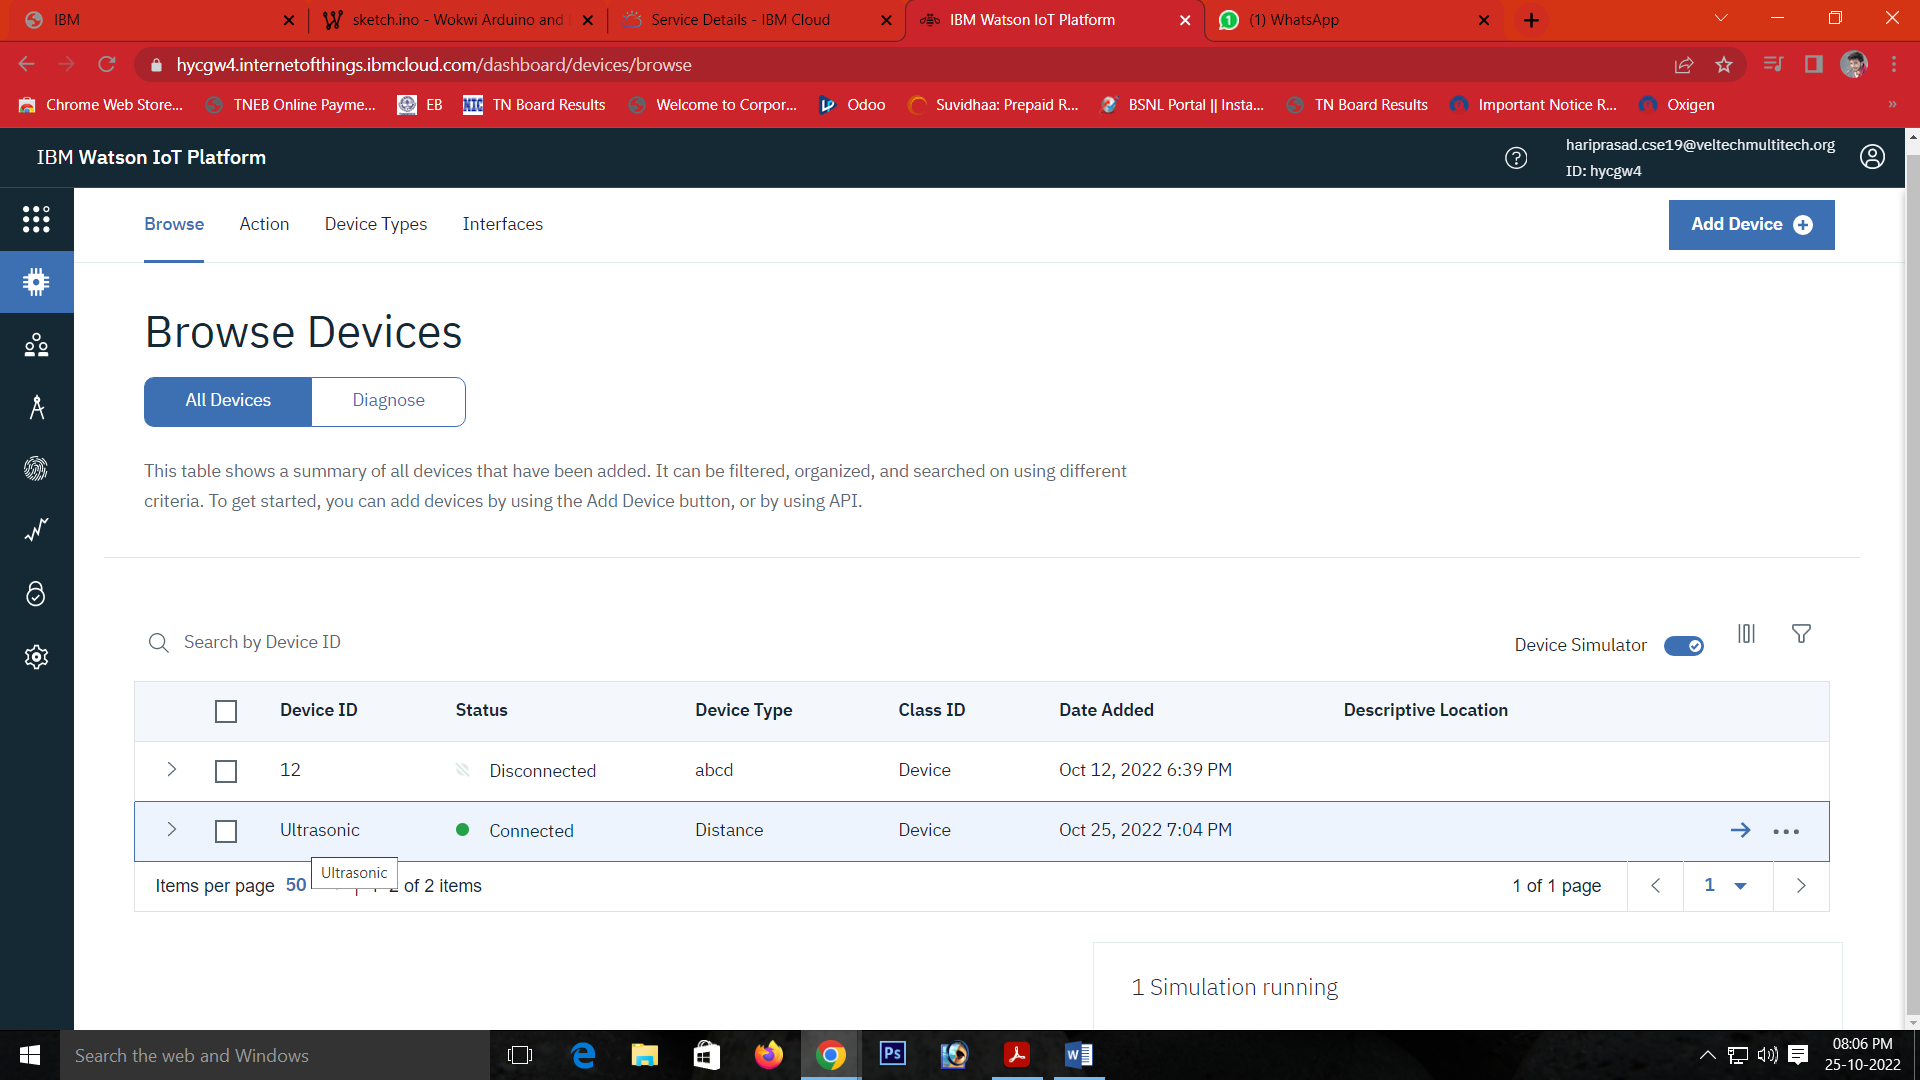 IBM
sketch.ino - Wokwi Arduino and
Service Details - IBM Cloud
IBM Watson IoT Platform
(1) WhatsApp
hycgw4.internetofthings.ibmcloud.com/dashboard/devices/browse
Chrome Web Store...
TNEB Online Payme...
EB
NIC TN Board Results
Welcome to Corpor...
Odoo
Suvidhaa: Prepaid R...
BSNL Portal || Insta...
TN Board Results
Important Notice R...
Oxigen
»
IBM Watson IoT Platform
hariprasad.cse19@veltechmultitech.org
ID: hycgw4
Browse Action Device Types Interfaces
Add Device
Browse Devices
All Devices Diagnose
This table shows a summary of all devices that have been added. It can be filtered, organized, and searched on using different
criteria. To get started, you can add devices by using the Add Device button, or by using API.
Search by Device ID
Device Simulator
Device ID Status Device Type Class ID Date Added Descriptive Location
12 Disconnected abcd Device Oct 12, 2022 6:39 PM
Ultrasonic Connected Distance Device Oct 25, 2022 7:04 PM
Ultrasonic
Items per page 50 of 2 items
1 of 1 page 1
1 Simulation running
Search the web and Windows
Ps
08:06 PM
25-10-2022